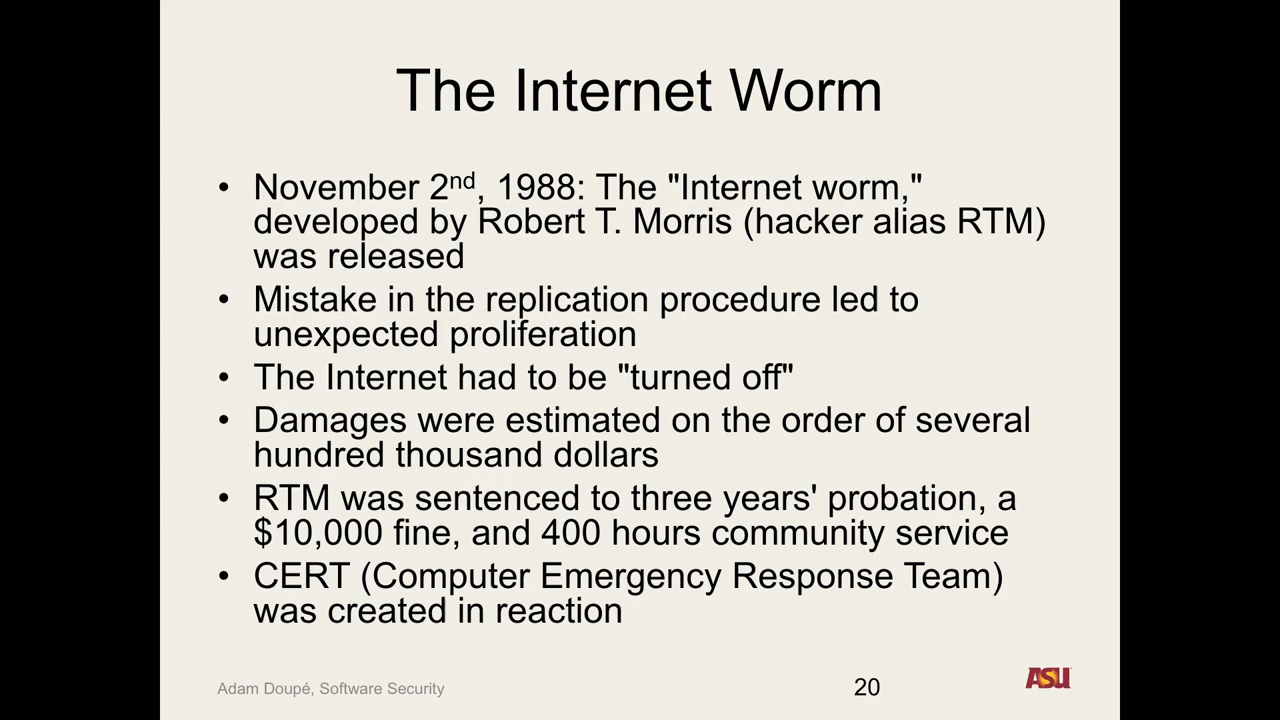 The Internet Worm
• November 2nd, 1988: The "Internet worm,"
developed by Robert T. Morris (hacker alias RTM)
was released
• Mistake in the replication procedure led to
unexpected proliferation
• The Internet had to be "turned off"
• Damages were estimated on the order of several
hundred thousand dollars
• RTM was sentenced to three years' probation, a
$10,000 fine, and 400 hours community service
• CERT (Computer Emergency Response Team)
was created in reaction
Adam Doupé, Software Security
20
ASU